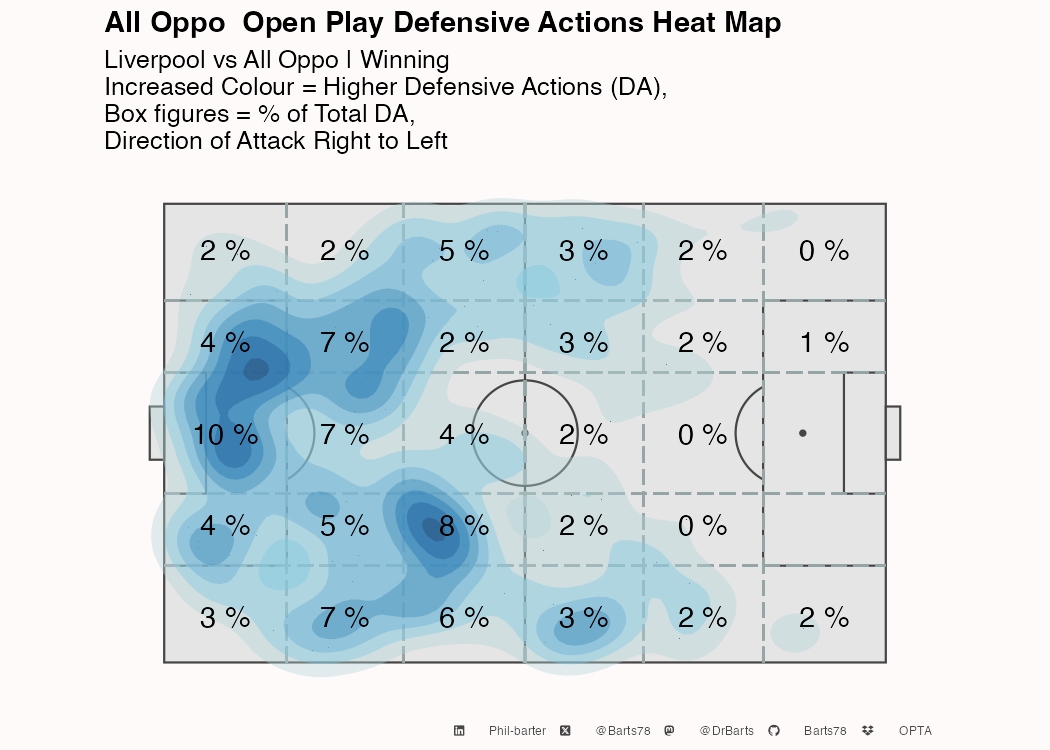 All Oppo  Open Play Defensive Actions Heat Map
Liverpool vs All Oppo | Winning
Increased Colour = Higher Defensive Actions (DA),
Box figures = % of Total DA,
Direction of Attack Right to Left
2 % 2 % 5 % 3 % 2 % 0 %
4 % 7 % 2 % 3 % 2 % 1 %
10 % 7 % 4 % 2 % 0 %
4 % 5 % 8 % 2 % 0 %
3 % 7 % 6 % 3 % 2 % 2 %
Phil-barter @Barts78 @DrBarts Barts78 OPTA